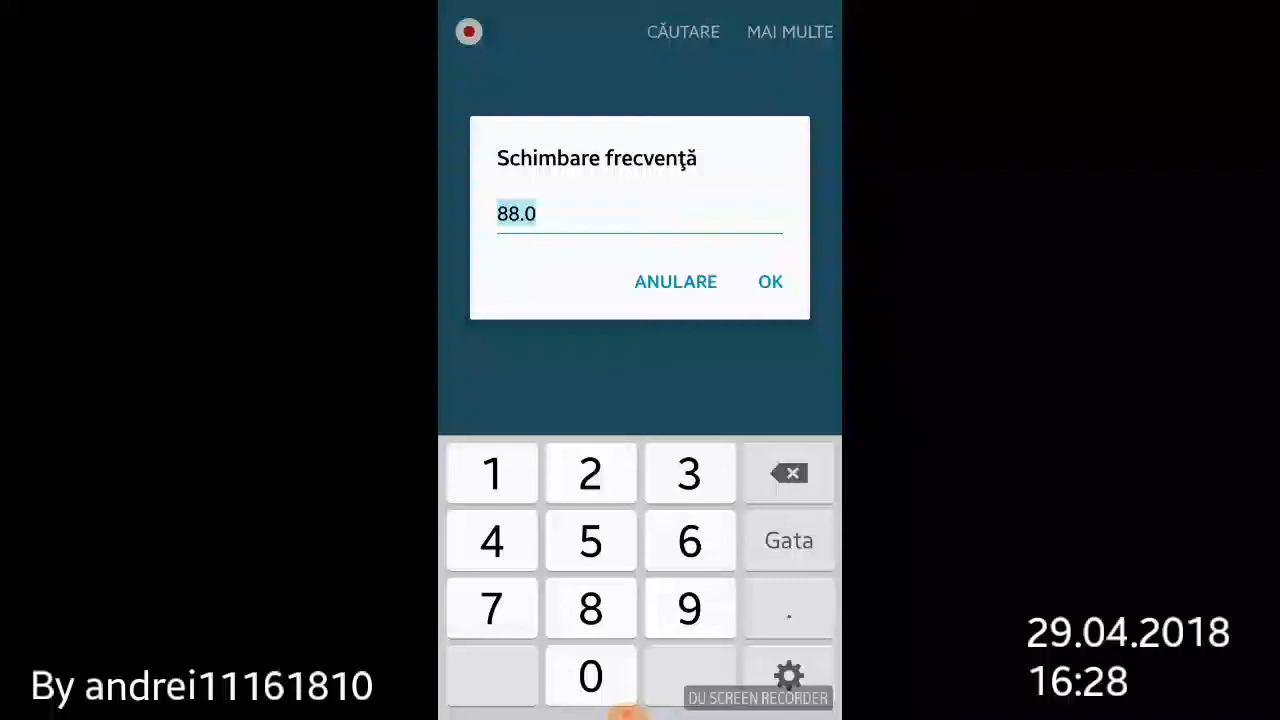 CĂUTARE MAI MULTE
Schimbare frecvenţă
88.0
ANULARE OK
1 2 3
4 5 6 Gata
7 8 9 .
0
DU SCREEN RECORDER
By andrei11161810
29.04.2018
16:28